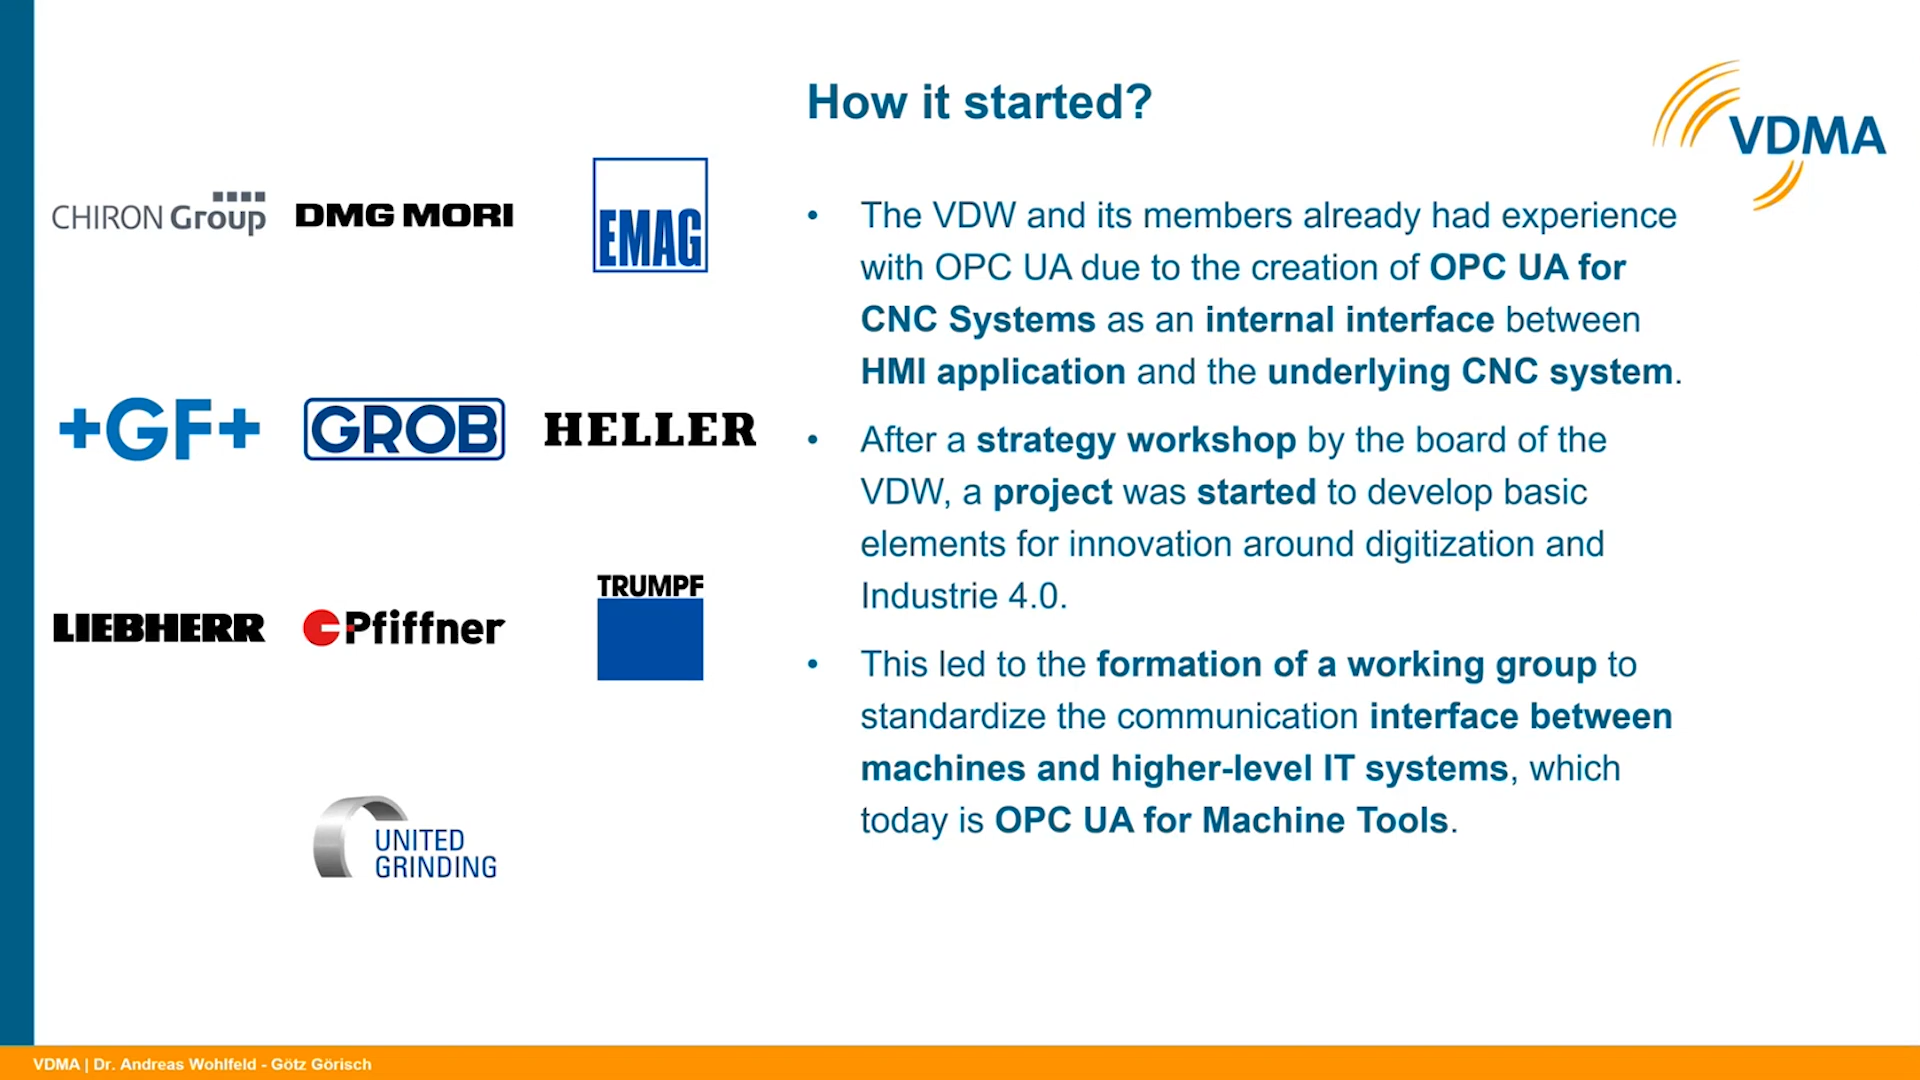 How it started?
VDMA
CHIRON Group
DMG MORI
EMAG
+GF+
GROB
HELLER
LIEBHERR
Pfiffner
TRUMPF
UNITED
GRINDING
• The VDW and its members already had experience
with OPC UA due to the creation of OPC UA for
CNC Systems as an internal interface between
HMI application and the underlying CNC system.
• After a strategy workshop by the board of the
VDW, a project was started to develop basic
elements for innovation around digitization and
Industrie 4.0.
• This led to the formation of a working group to
standardize the communication interface between
machines and higher-level IT systems, which
today is OPC UA for Machine Tools.
VDMA | Dr. Andreas Wohlfeld - Götz Görisch